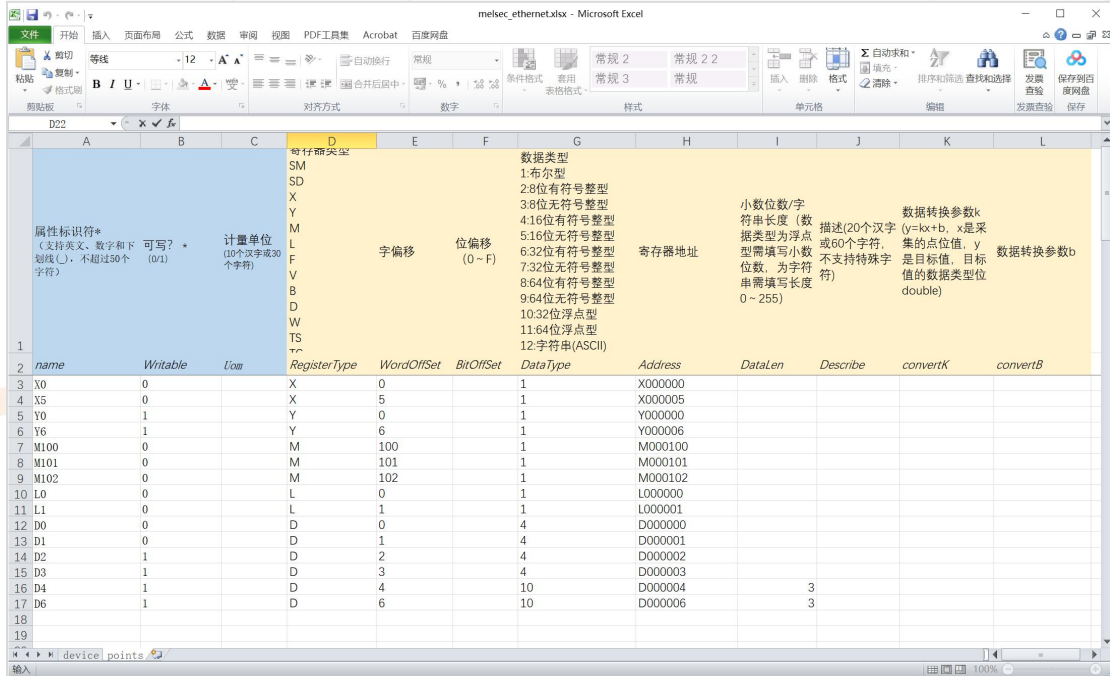 melsec_ethernet.xlsx - Microsoft Excel
文件 开始 插入 页面布局 公式 数据 审阅 视图 PDF工具集 Acrobat 百度网盘
粘贴 剪切 复制 格式刷 剪贴板
等线 12 B I U 字体
自动换行 合并后居中 对齐方式
常规 数字
条件格式 套用表格格式 常规 2 常规 2 2 常规 3 常规 样式
插入 删除 格式 单元格
Σ 自动求和 填充 清除 排序和筛选 查找和选择 编辑
发票查验 发票查验
保存到百度网盘 保存
D22 fx
A B C D E F G H I J K L
属性标识符*
(支持英文、数字和下划线(_),不超过50个字符)
可写? *
(0/1)
计量单位
(10个汉字或30个字符)
寄存器类型
SM
SD
X
Y
M
L
F
V
B
D
W
TS
TC
字偏移
位偏移
(0~F)
数据类型
1:布尔型
2:8位有符号整型
3:8位无符号整型
4:16位有符号整型
5:16位无符号整型
6:32位有符号整型
7:32位无符号整型
8:64位有符号整型
9:64位无符号整型
10:32位浮点型
11:64位浮点型
12:字符串(ASCII)
寄存器地址
小数位数/字
符串长度(数
据类型为浮点
型需填写小数
位数,为字符
串需填写长度
0~255)
描述(20个汉字
或60个字符,
不支持特殊字
符)
数据转换参数k
(y=kx+b,x是采
集的点位值,y
是目标值,目标
值的数据类型位
double)
数据转换参数b
1
2 name Writable Uom RegisterType WordOffSet BitOffSet DataType Address DataLen Describe convertK convertB
3 X0 0 X 0 1 X000000
4 X5 0 X 5 1 X000005
5 Y0 1 Y 0 1 Y000000
6 Y6 1 Y 6 1 Y000006
7 M100 0 M 100 1 M000100
8 M101 0 M 101 1 M000101
9 M102 0 M 102 1 M000102
10 L0 0 L 0 1 L000000
11 L1 0 L 1 1 L000001
12 D0 0 D 0 4 D000000
13 D1 0 D 1 4 D000001
14 D2 1 D 2 4 D000002
15 D3 1 D 3 4 D000003
16 D4 1 D 4 10 D000004 3
17 D6 1 D 6 10 D000006 3
18
19
device points
输入 100%